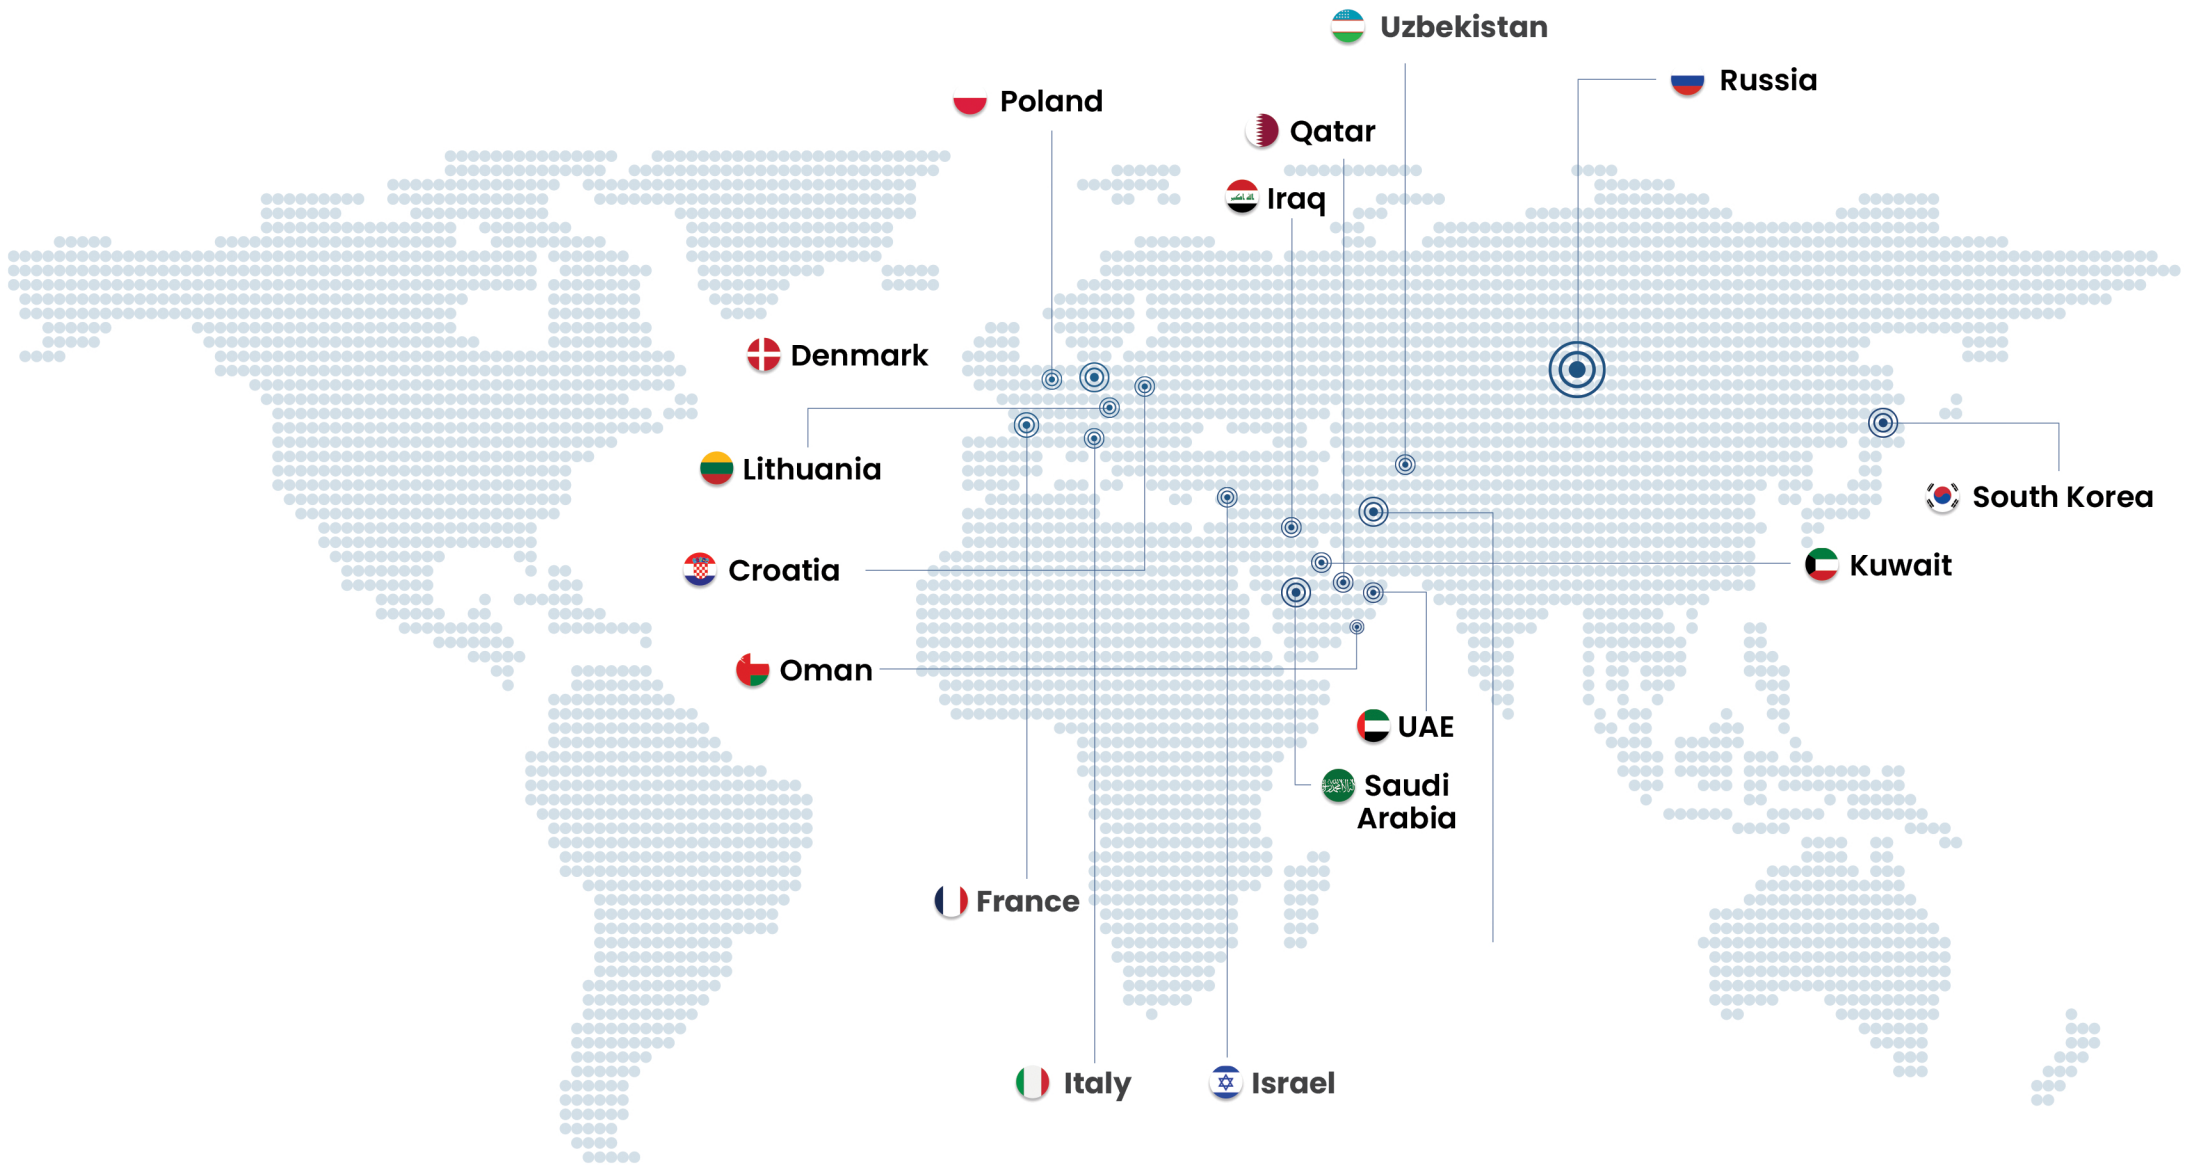 Uzbekistan
Russia
Poland
Qatar
Iraq
Denmark
Lithuania
South Korea
Croatia
Kuwait
Oman
UAE
Saudi
Arabia
France
Italy
Israel